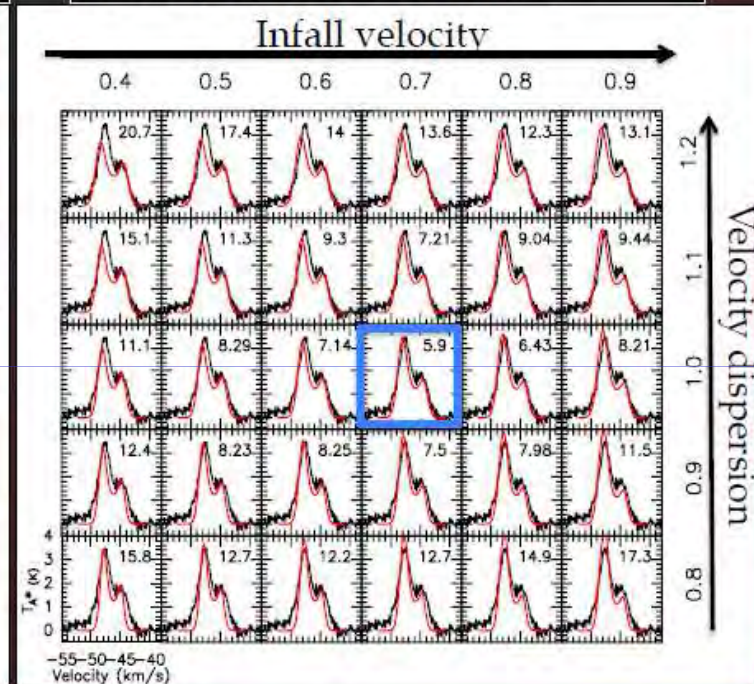 Infall velocity
0.4 0.5 0.6 0.7 0.8 0.9
20.7 17.4 14 13.6 12.3 13.1 1.2
15.1 11.3 9.3 7.21 9.04 9.44 1.1
11.1 8.29 7.14 5.9 6.43 8.21 1.0
12.4 8.23 8.25 7.5 7.98 11.5 0.9
15.8 12.7 12.2 12.7 14.9 17.3 0.8
Velocity dispersion
4
3
2
1
0
TA* (K)
-55-50-45-40
Velocity (km/s)